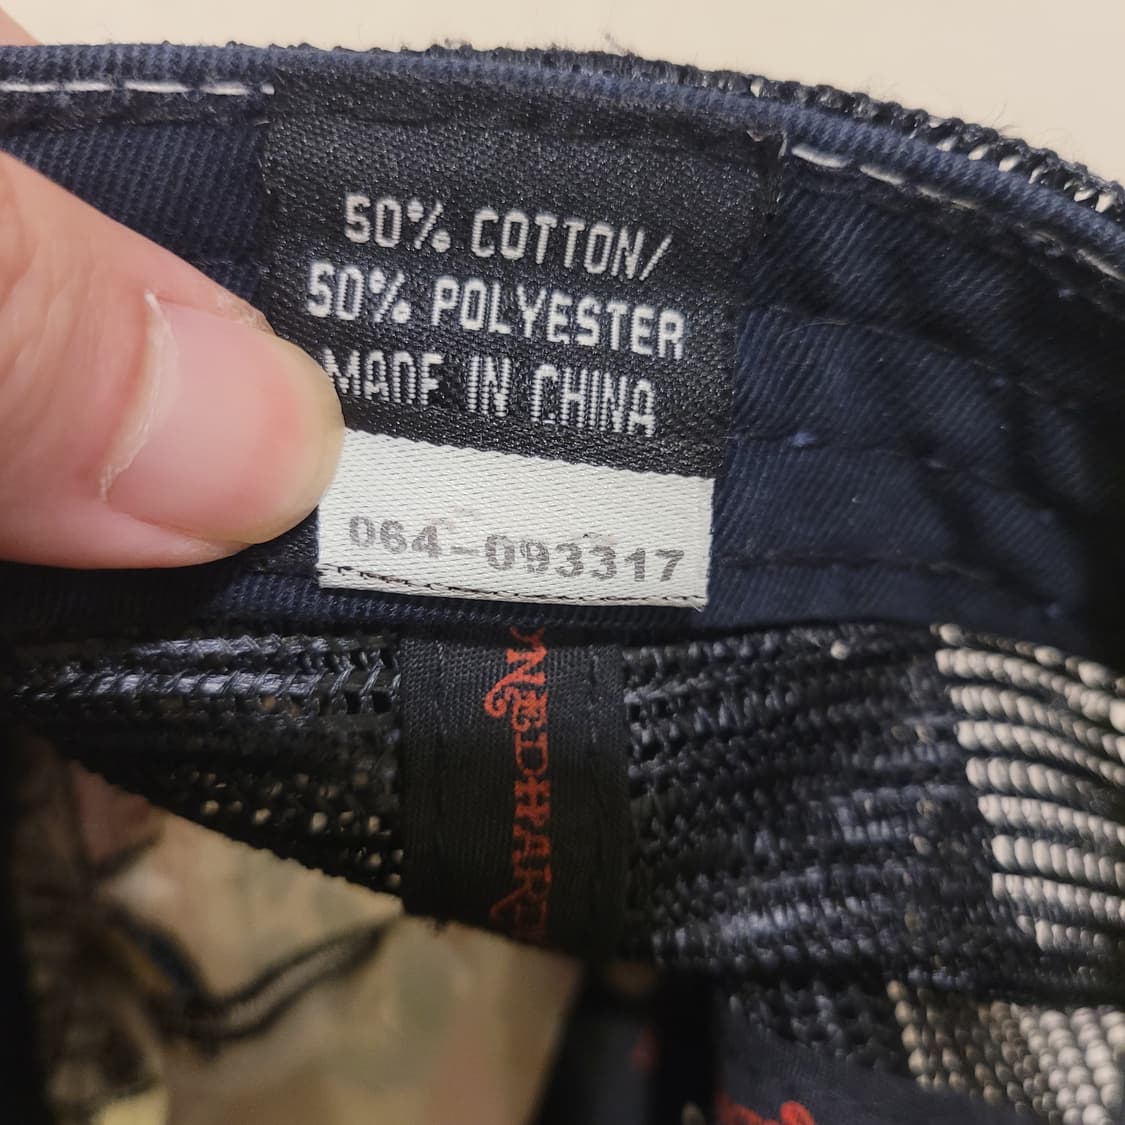 50% COTTON/
50% POLYESTER
MADE IN CHINA
064-093317